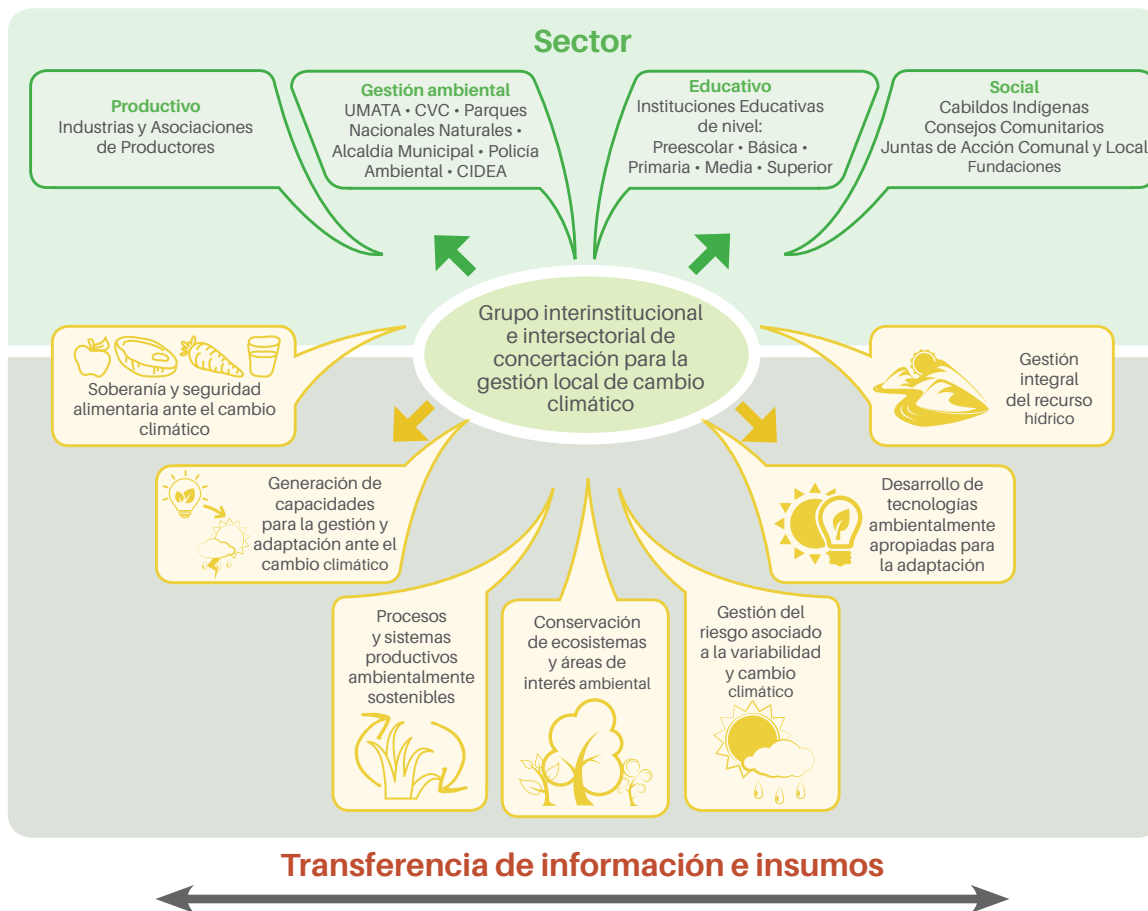 Sector
Productivo
Industrias y Asociaciones
de Productores
Gestión ambiental
UMATA • CVC • Parques
Nacionales Naturales •
Alcaldía Municipal • Policía
Ambiental • CIDEA
Educativo
Instituciones Educativas
de nivel:
Preescolar • Básica •
Primaria • Media • Superior
Social
Cabildos Indígenas
Consejos Comunitarios
Juntas de Acción Comunal y Local
Fundaciones
Grupo interinstitucional
e intersectorial de
concertación para la
gestión local de cambio
climático
Soberanía y seguridad
alimentaria ante el cambio
climático
Gestión
integral
del recurso
hídrico
Generación de
capacidades
para la gestión y
adaptación ante el
cambio climático
Desarrollo de
tecnologías
ambientalmente
apropiadas para
la adaptación
Procesos
y sistemas
productivos
ambientalmente
sostenibles
Conservación
de ecosistemas
y áreas de
interés ambiental
Gestión del
riesgo asociado
a la variabilidad
y cambio
climático
Transferencia de información e insumos